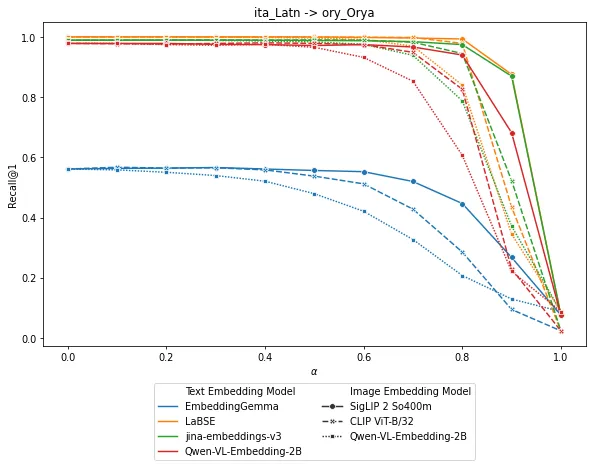 ita_Latn -> ory_Orya
1.0
0.8
0.6
0.4
0.2
0.0
Recall@1
0.0 0.2 0.4 0.6 0.8 1.0
α
Text Embedding Model Image Embedding Model
EmbeddingGemma SigLIP 2 So400m
LaBSE CLIP ViT-B/32
jina-embeddings-v3 Qwen-VL-Embedding-2B
Qwen-VL-Embedding-2B